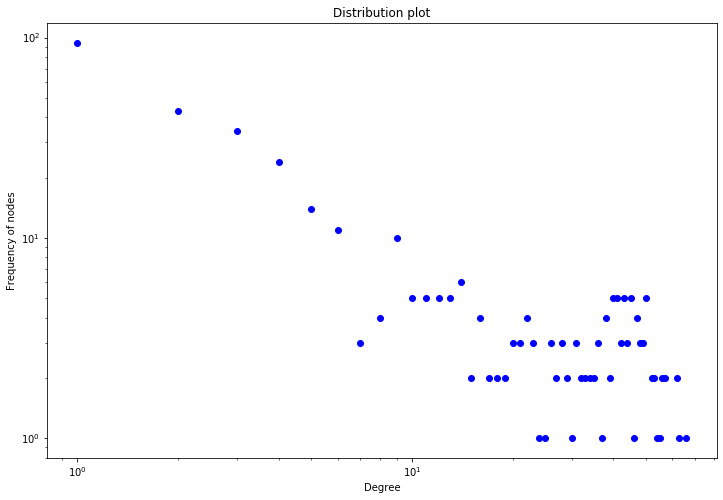 Distribution plot
10²
10¹
10⁰
Frequency of nodes
10⁰
10¹
Degree